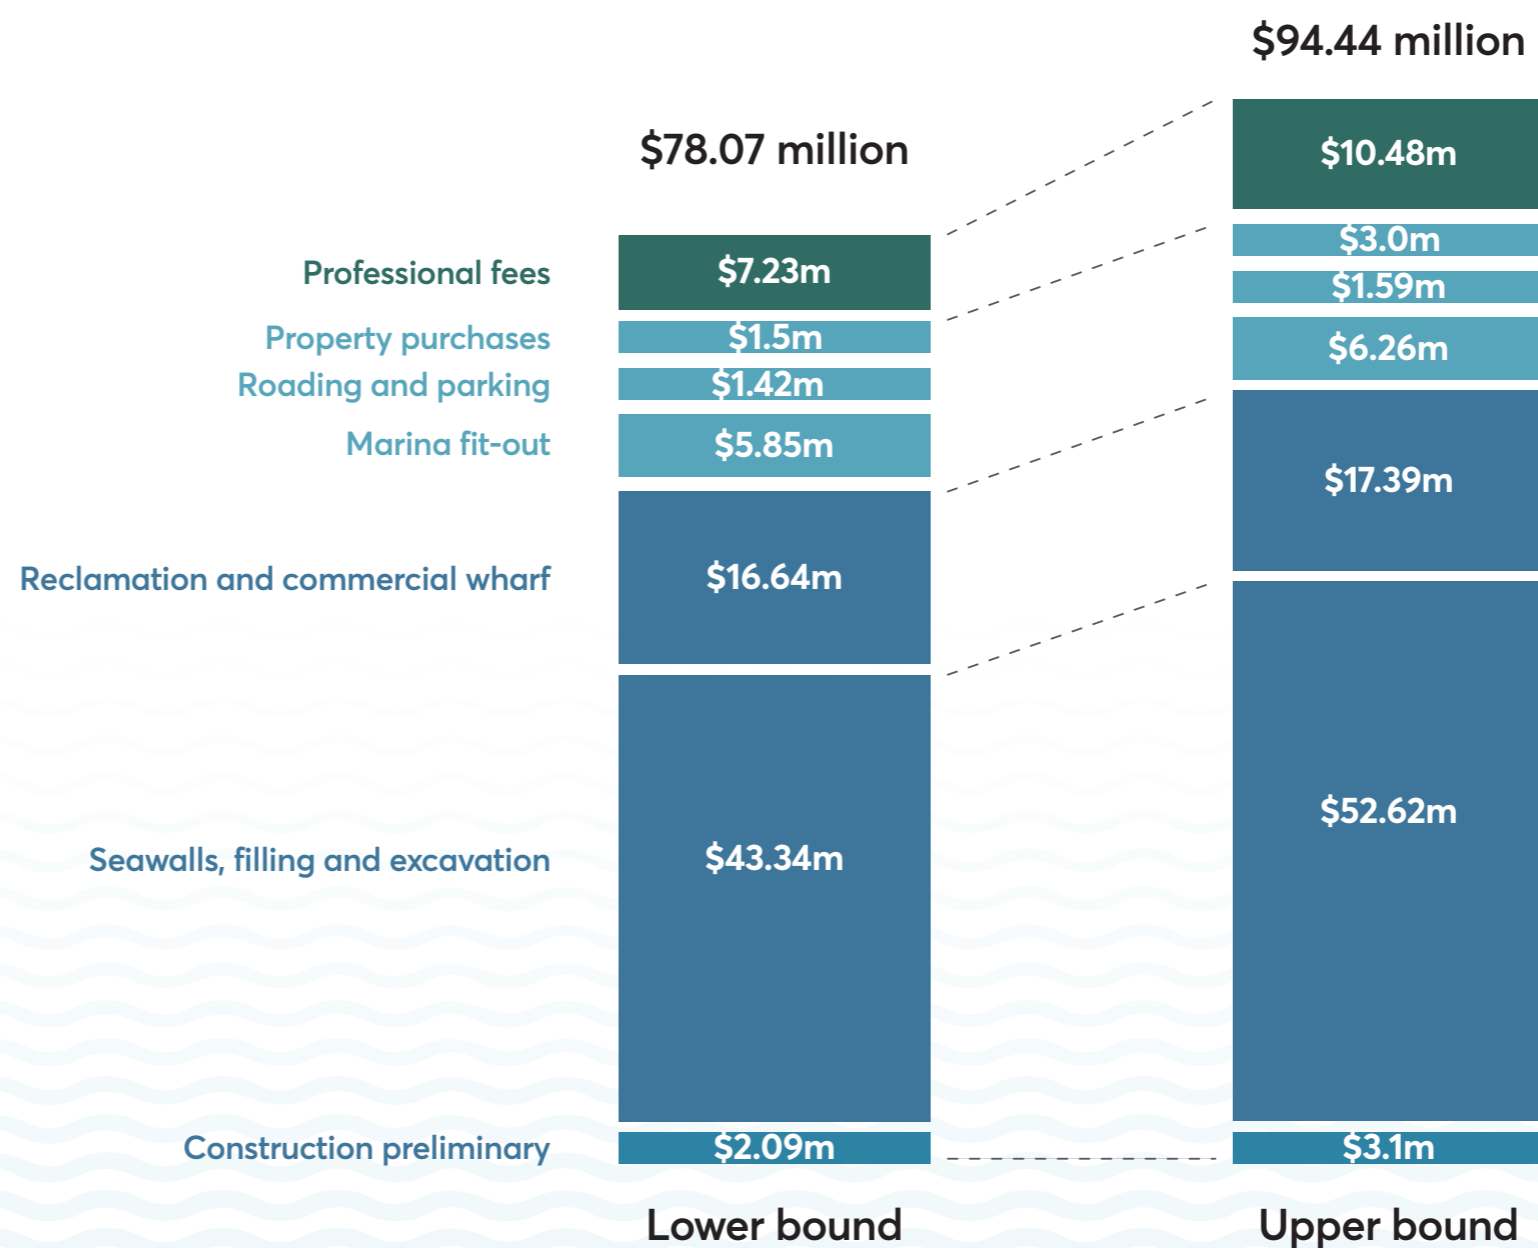 $94.44 million
$78.07 million
$10.48m
Professional fees
$7.23m
$3.0m
Property purchases
$1.5m
$1.59m
Roading and parking
$1.42m
$6.26m
Marina fit-out
$5.85m
$17.39m
Reclamation and commercial wharf
$16.64m
$52.62m
Seawalls, filling and excavation
$43.34m
Construction preliminary
$2.09m
$3.1m
Lower bound
Upper bound